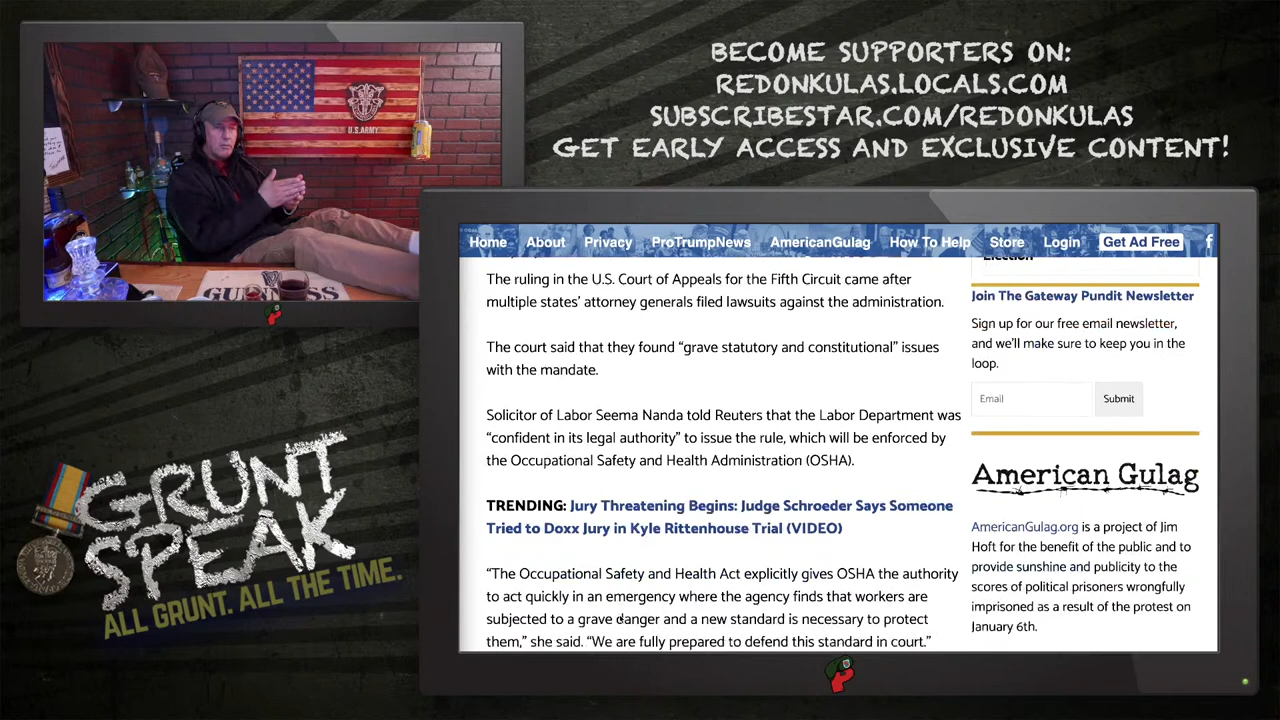 U.S. ARMY
GUINNESS
BECOME SUPPORTERS ON:
REDONKULAS.LOCALS.COM
SUBSCRIBESTAR.COM/REDONKULAS
GET EARLY ACCESS AND EXCLUSIVE CONTENT!
Home About Privacy ProTrumpNews AmericanGulag How To Help Store Login Get Ad Free f
The ruling in the U.S. Court of Appeals for the Fifth Circuit came after
multiple states’ attorney generals filed lawsuits against the administration.
The court said that they found “grave statutory and constitutional” issues
with the mandate.
Solicitor of Labor Seema Nanda told Reuters that the Labor Department was
“confident in its legal authority” to issue the rule, which will be enforced by
the Occupational Safety and Health Administration (OSHA).
TRENDING: Jury Threatening Begins: Judge Schroeder Says Someone
Tried to Doxx Jury in Kyle Rittenhouse Trial (VIDEO)
“The Occupational Safety and Health Act explicitly gives OSHA the authority
to act quickly in an emergency where the agency finds that workers are
subjected to a grave danger and a new standard is necessary to protect
them,” she said. “We are fully prepared to defend this standard in court.”
Election
Join The Gateway Pundit Newsletter
Sign up for our free email newsletter,
and we'll make sure to keep you in the
loop.
Email Submit
American Gulag
AmericanGulag.org is a project of Jim
Hoft for the benefit of the public and to
provide sunshine and publicity to the
scores of political prisoners wrongfully
imprisoned as a result of the protest on
January 6th.
GRUNT
SPEAK
ALL GRUNT. ALL THE TIME.